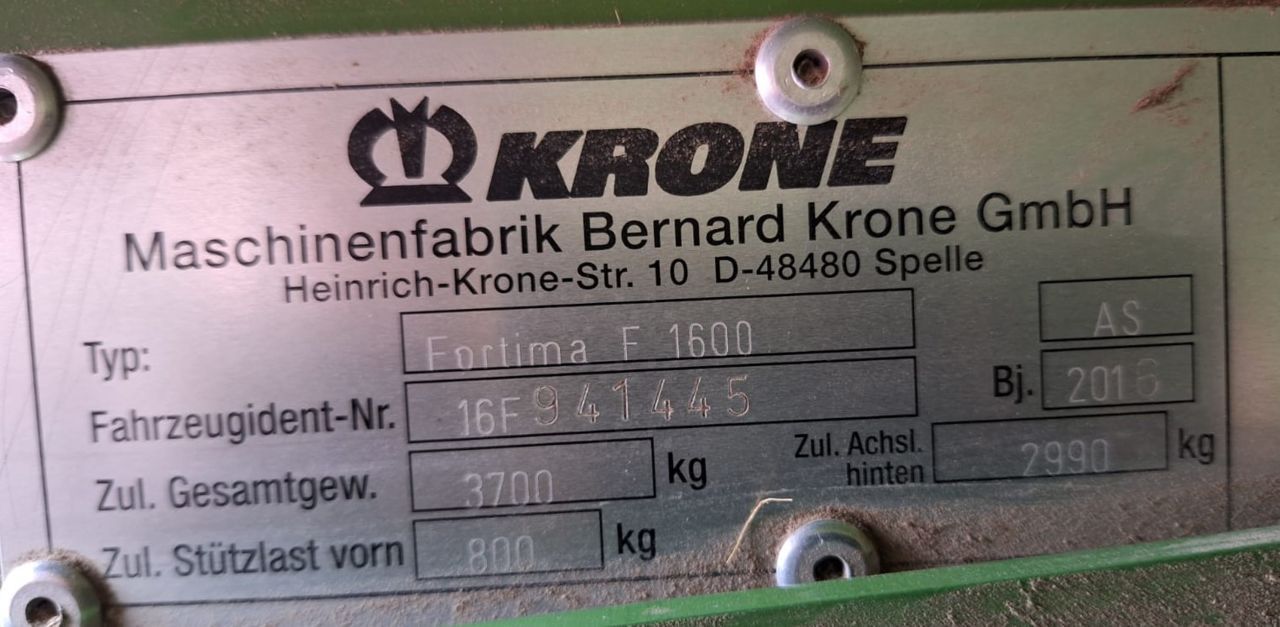 KRONE
Maschinenfabrik Bernard Krone GmbH
Heinrich-Krone-Str. 10 D-48480 Spelle
Typ: Fortima F 1600 AS
Fahrzeugident-Nr. 16F941445 Bj. 2016
Zul. Gesamtgew. 3700 kg Zul. Achsl. hinten 2990 kg
Zul. Stützlast vorn 800 kg